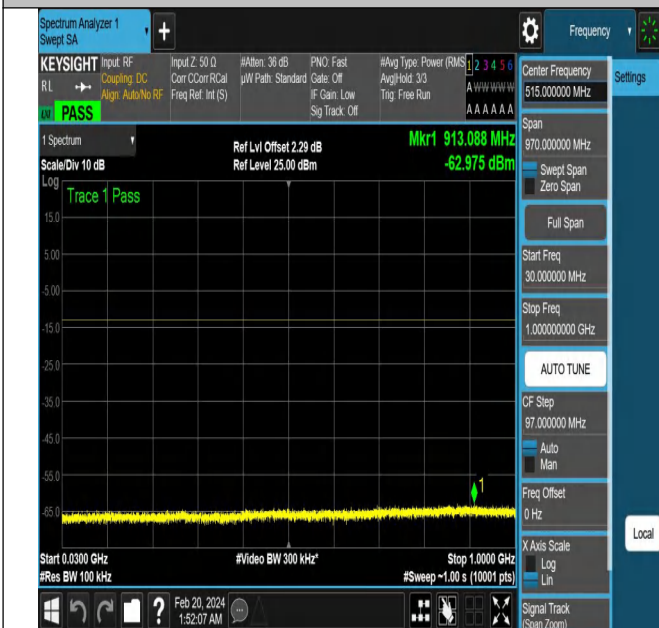 Spectrum Analyzer 1
Swept SA
Frequency
KEYSIGHT
RL
LXI
PASS
Input: RF
Coupling: DC
Align: Auto/No RF
Input Z: 50 Ω
Corr CCorr RCal
Freq Ref: Int (S)
#Atten: 36 dB
µW Path: Standard
PNO: Fast
Gate: Off
IF Gain: Low
Sig Track: Off
#Avg Type: Power (RMS
Avg|Hold: 3/3
Trig: Free Run
1 2 3 4 5 6
A W W W W W
A A A A A A
1 Spectrum
Scale/Div 10 dB
Ref Lvl Offset 2.29 dB
Ref Level 25.00 dBm
Mkr1 913.088 MHz
-62.975 dBm
Log
Trace 1 Pass
15.0
5.00
-5.00
-15.0
-25.0
-35.0
-45.0
-55.0
-65.0
1
Start 0.0300 GHz
#Res BW 100 kHz
#Video BW 300 kHz*
Stop 1.0000 GHz
#Sweep ~1.00 s (10001 pts)
?
Feb 20, 2024
1:52:07 AM
Center Frequency
515.000000 MHz
Span
970.000000 MHz
Swept Span
Zero Span
Full Span
Start Freq
30.000000 MHz
Stop Freq
1.000000000 GHz
AUTO TUNE
CF Step
97.000000 MHz
Auto
Man
Freq Offset
0 Hz
X Axis Scale
Log
Lin
Signal Track
(Span Zoom)
Settings
Local